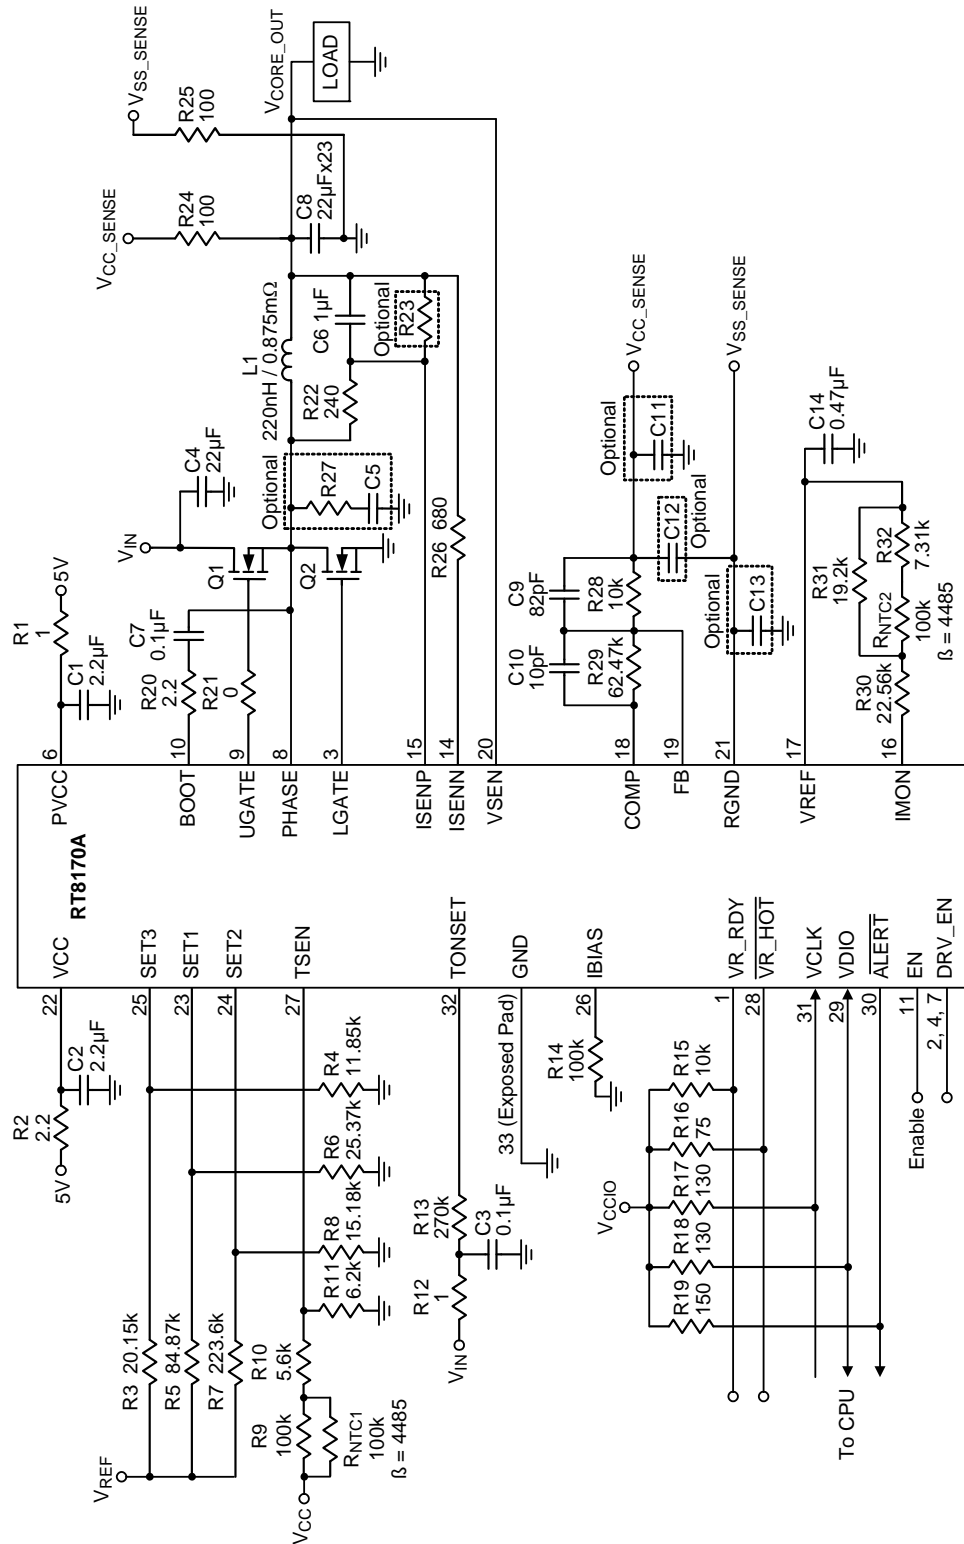 RT8170A
5V
R2
2.2
C2
2.2µF
22
VCC
VREF
R3 20.15k
R4
11.85k
25
SET3
R5 84.87k
R6
25.37k
23
SET1
R7 223.6k
R8
15.18k
24
SET2
VCC
R9
100k
RNTC1
100k
ß = 4485
R10
5.6k
R11
6.2k
27
TSEN
VIN
R12
1
C3
0.1µF
R13
270k
32
TONSET
33 (Exposed Pad)
GND
R14
100k
26
IBIAS
VCCIO
R15
10k
R16
75
R17
130
R18
130
R19
150
1
VR_RDY
28
VR_HOT
31
VCLK
To CPU
29
VDIO
30
ALERT
Enable
11
EN
2, 4, 7
DRV_EN
PVCC
6
C1
2.2µF
R1
1
5V
BOOT
10
R20
2.2
C7
0.1µF
UGATE
9
R21
0
PHASE
8
LGATE
3
VIN
C4
22µF
Q1
Q2
Optional
R27
C5
L1
220nH / 0.875mΩ
R22
240
C6 1µF
Optional
R23
ISENP
15
ISENN
14
R26 680
VSEN
20
VCC_SENSE
R24
100
VSS_SENSE
R25
100
C8
22µFx23
VCORE_OUT
LOAD
COMP
18
C10
10pF
R29
62.47k
C9
82pF
R28
10k
Optional
C11
VCC_SENSE
FB
19
C12
Optional
RGND
21
Optional
C13
VSS_SENSE
VREF
17
C14
0.47µF
IMON
16
R30
22.56k
R31
19.2k
RNTC2
100k
ß = 4485
R32
7.31k